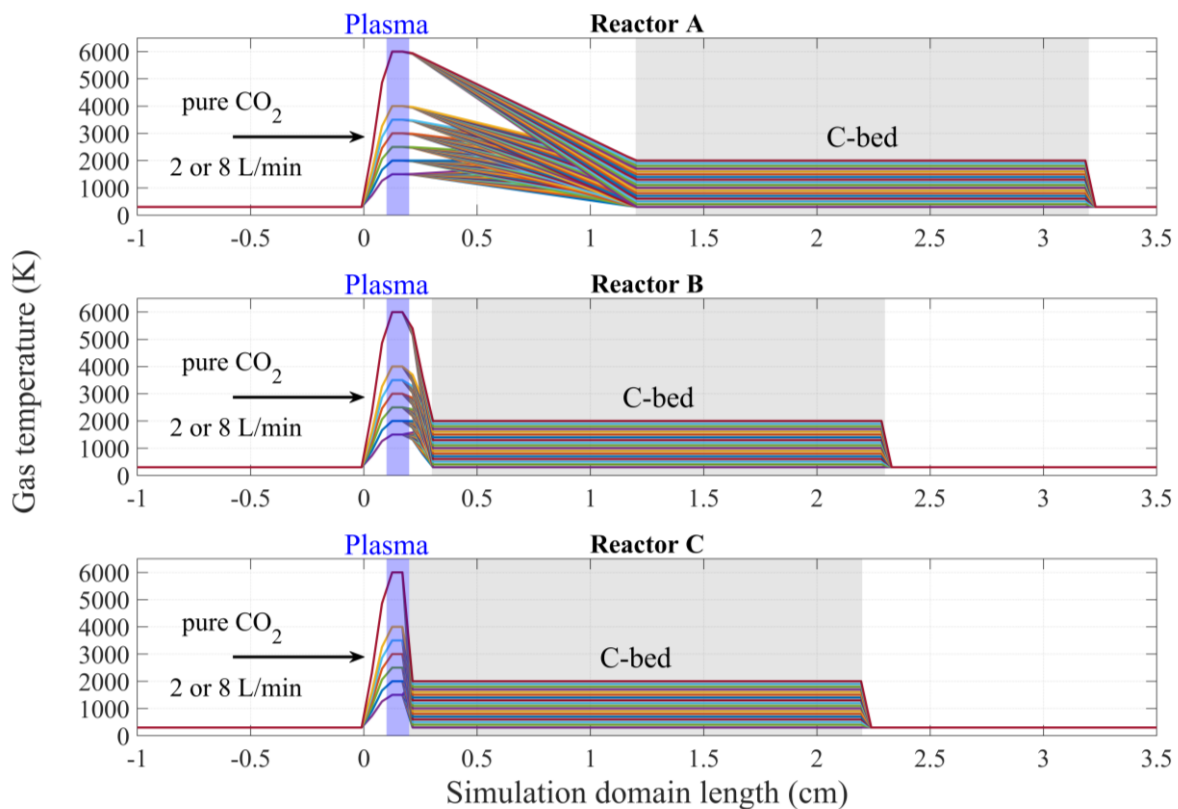 Plasma Reactor A
6000
5000
4000
3000
2000
1000
0
pure CO2
2 or 8 L/min
C-bed
-1 -0.5 0 0.5 1 1.5 2 2.5 3 3.5
Plasma Reactor B
6000
5000
4000
3000
2000
1000
0
pure CO2
2 or 8 L/min
C-bed
-1 -0.5 0 0.5 1 1.5 2 2.5 3 3.5
Plasma Reactor C
6000
5000
4000
3000
2000
1000
0
pure CO2
2 or 8 L/min
C-bed
-1 -0.5 0 0.5 1 1.5 2 2.5 3 3.5
Gas temperature (K)
Simulation domain length (cm)